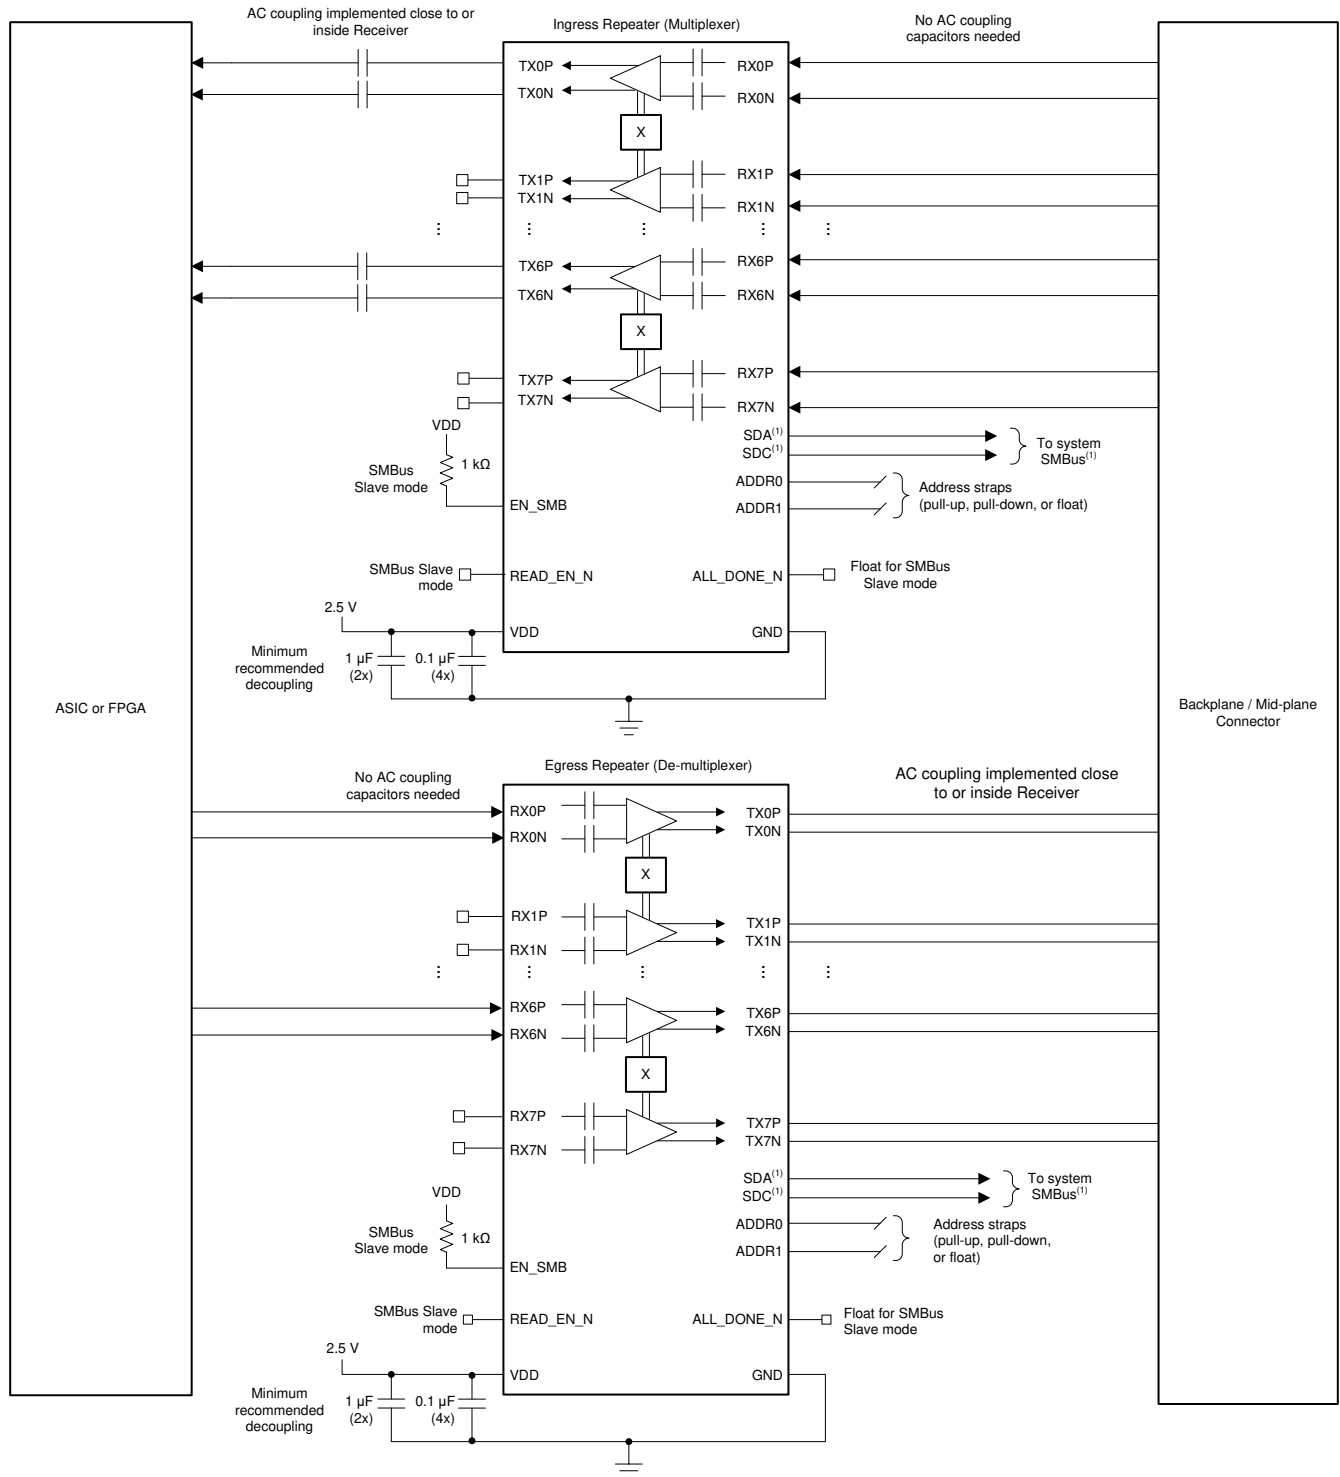 AC coupling implemented close to or
inside Receiver
Ingress Repeater (Multiplexer)
No AC coupling
capacitors needed
TX0P
RX0P
TX0N
RX0N
X
TX1P
RX1P
TX1N
RX1N
TX6P
RX6P
TX6N
RX6N
X
TX7P
RX7P
TX7N
RX7N
VDD
1 kΩ
SMBus
Slave mode
EN_SMB
SDA(1)
SDC(1)
To system
SMBus(1)
ADDR0
ADDR1
Address straps
(pull-up, pull-down, or float)
SMBus Slave
mode
READ_EN_N
ALL_DONE_N
Float for SMBus
Slave mode
2.5 V
VDD
GND
Minimum
recommended
decoupling
1 µF
(2x)
0.1 µF
(4x)
ASIC or FPGA
Backplane / Mid-plane
Connector
Egress Repeater (De-multiplexer)
No AC coupling
capacitors needed
AC coupling implemented close
to or inside Receiver
RX0P
TX0P
RX0N
TX0N
X
RX1P
TX1P
RX1N
TX1N
RX6P
TX6P
RX6N
TX6N
X
RX7P
TX7P
RX7N
TX7N
VDD
1 kΩ
SMBus
Slave mode
EN_SMB
SDA(1)
SDC(1)
To system
SMBus(1)
ADDR0
ADDR1
Address straps
(pull-up, pull-down,
or float)
SMBus Slave
mode
READ_EN_N
ALL_DONE_N
Float for SMBus
Slave mode
2.5 V
VDD
GND
Minimum
recommended
decoupling
1 µF
(2x)
0.1 µF
(4x)